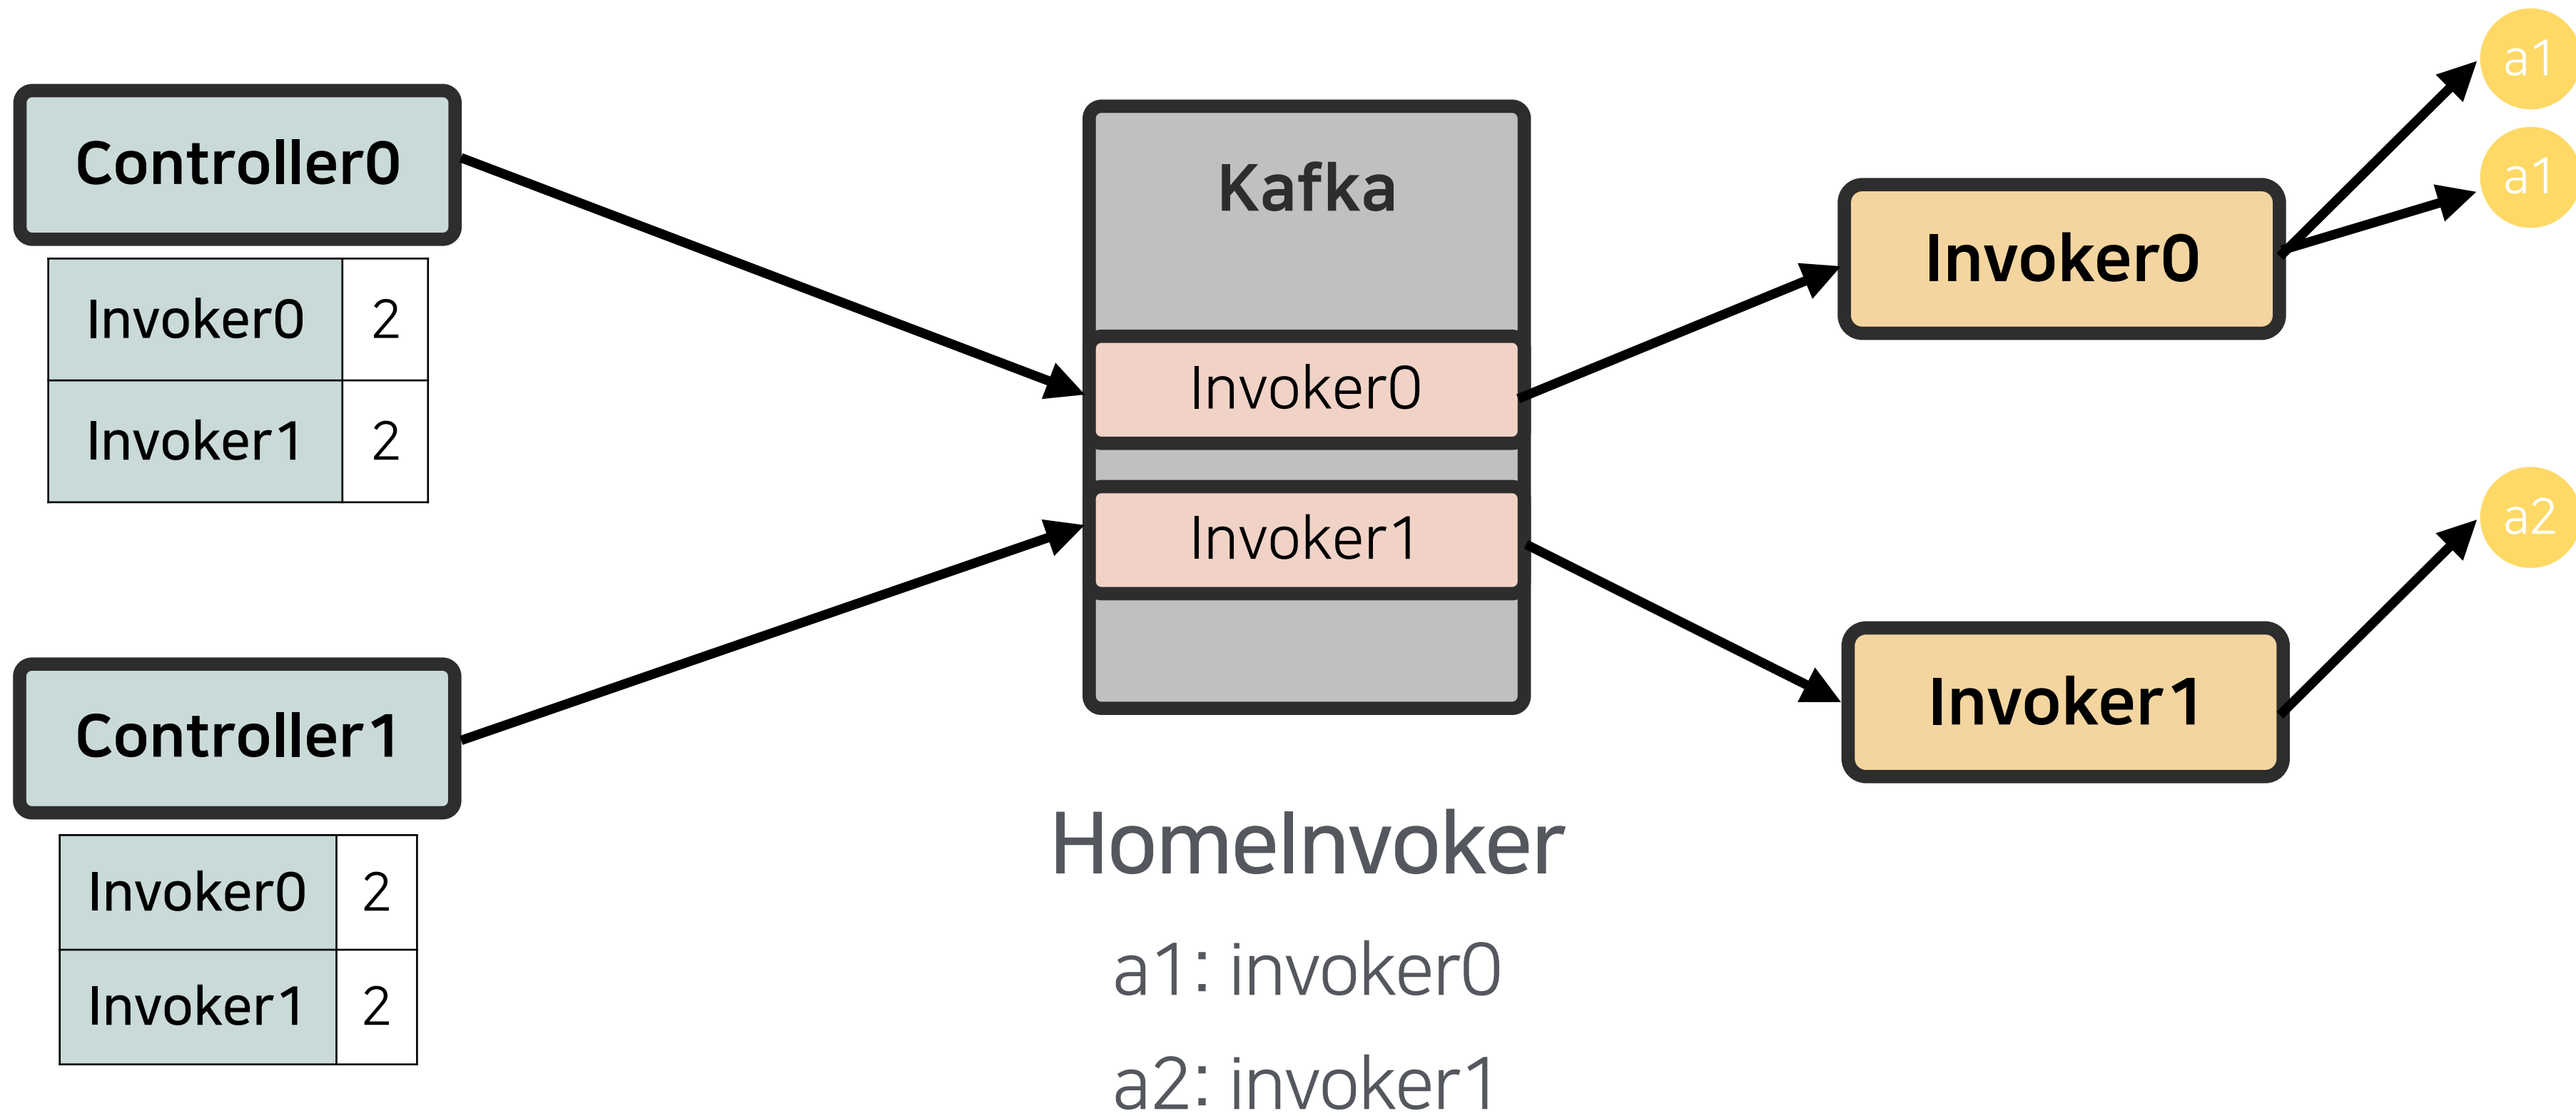 Controller0
Invoker0 2
Invoker1 2
Controller1
Invoker0 2
Invoker1 2
Kafka
Invoker0
Invoker1
HomeInvoker
a1: invoker0
a2: invoker1
Invoker0
Invoker1
a1
a1
a2